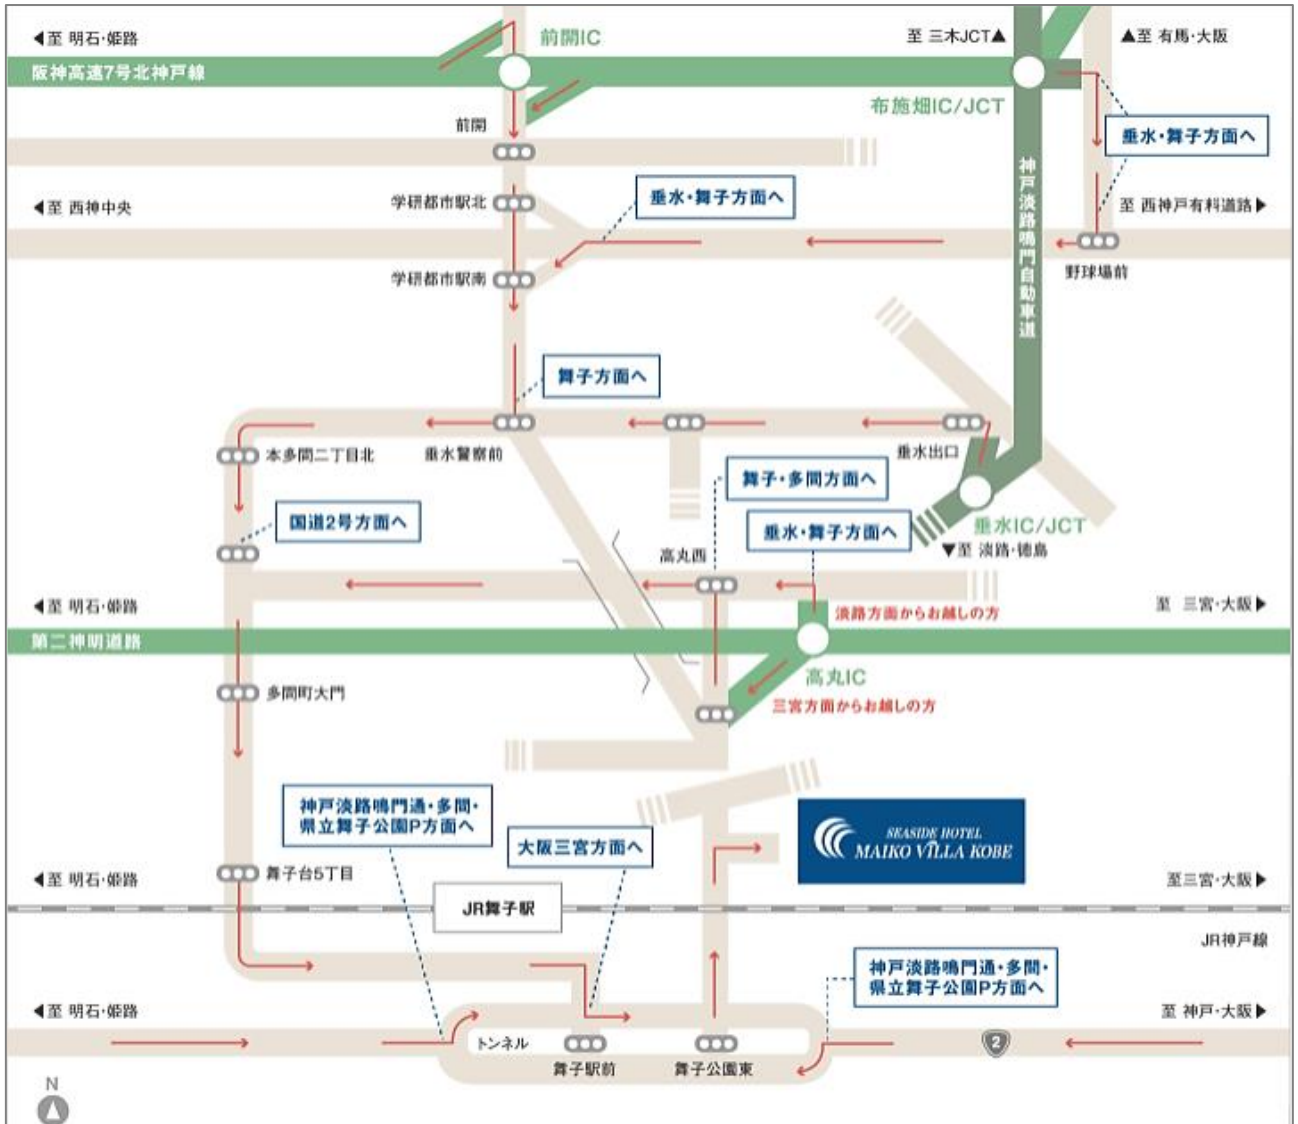 ◀至 明石・姫路
前開IC
至 三木JCT▲
▲至 有馬・大阪
阪神高速7号北神戸線
布施畑IC/JCT
前開
垂水・舞子方面へ
神戸淡路鳴門自動車道
学研都市駅北
垂水・舞子方面へ
◀至 西神中央
至 西神戸有料道路▶
学研都市駅南
野球場前
舞子方面へ
本多聞二丁目北
垂水警察前
垂水出口
舞子・多聞方面へ
国道2号方面へ
垂水・舞子方面へ
垂水IC/JCT
▼至 淡路・徳島
高丸西
◀至 明石・姫路
淡路方面からお越しの方
至 三宮・大阪▶
第二神明道路
高丸IC
多聞町大門
三宮方面からお越しの方
神戸淡路鳴門通・多聞・
県立舞子公園P方面へ
大阪三宮方面へ
SEASIDE HOTEL
MAIKO VILLA KOBE
舞子台5丁目
◀至 明石・姫路
至三宮・大阪▶
JR舞子駅
JR神戸線
神戸淡路鳴門通・多聞・
県立舞子公園P方面へ
◀至 明石・姫路
至 神戸・大阪▶
トンネル
2
舞子駅前
舞子公園東
N